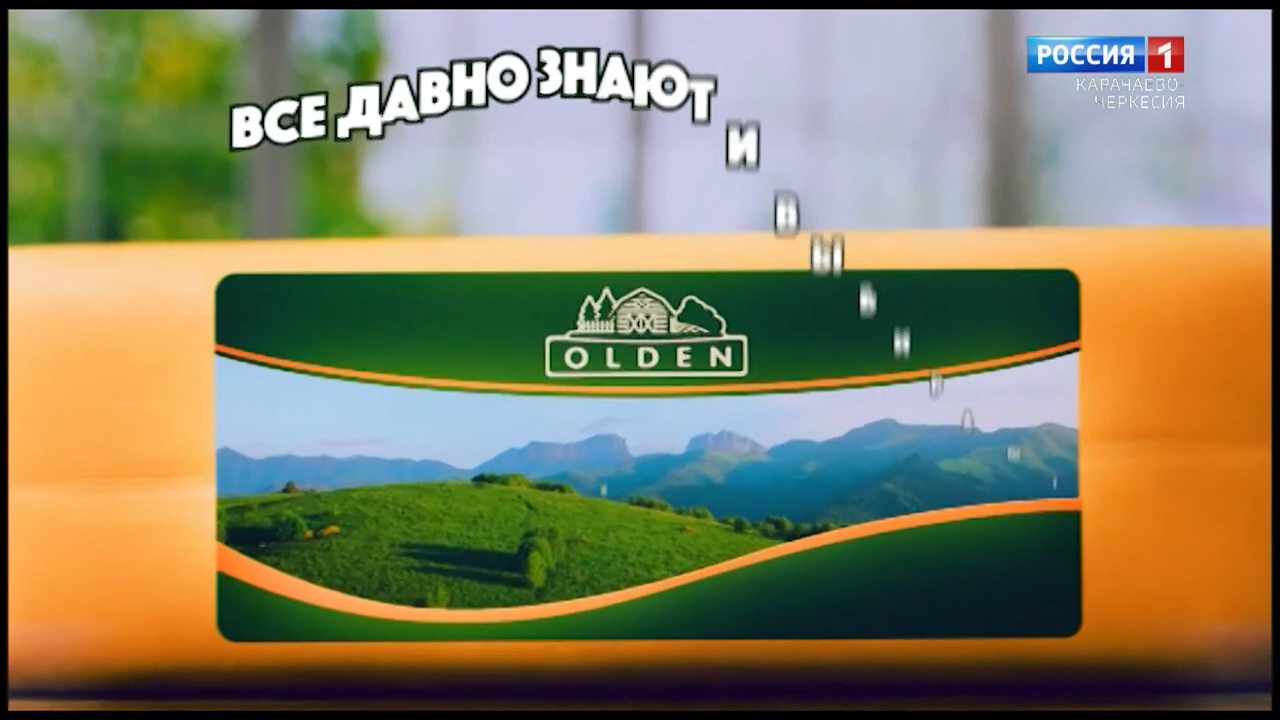 ВСЕ ДАВНО ЗНАЮТ И
РОССИЯ 1
КАРАЧАЕВО-
ЧЕРКЕСИЯ
OLDEN